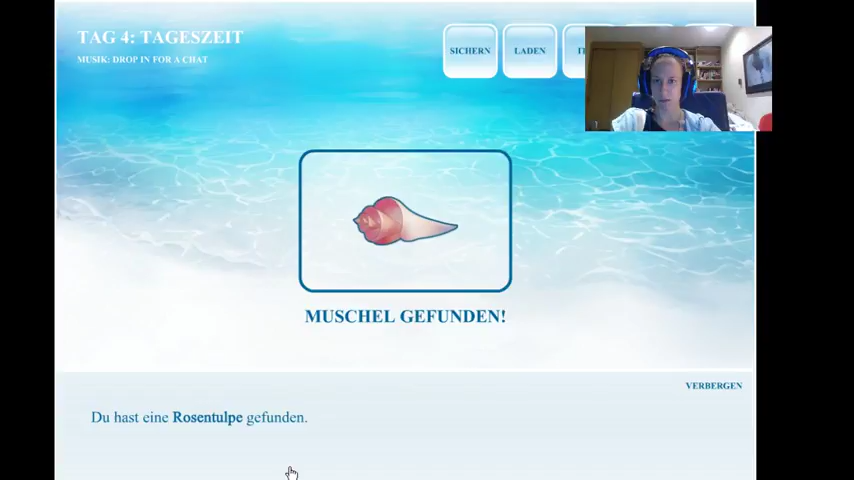 TAG 4: TAGESZEIT
MUSIK: DROP IN FOR A CHAT
SICHERN
LADEN
MUSCHEL GEFUNDEN!
VERBERGEN
Du hast eine Rosentulpe gefunden.